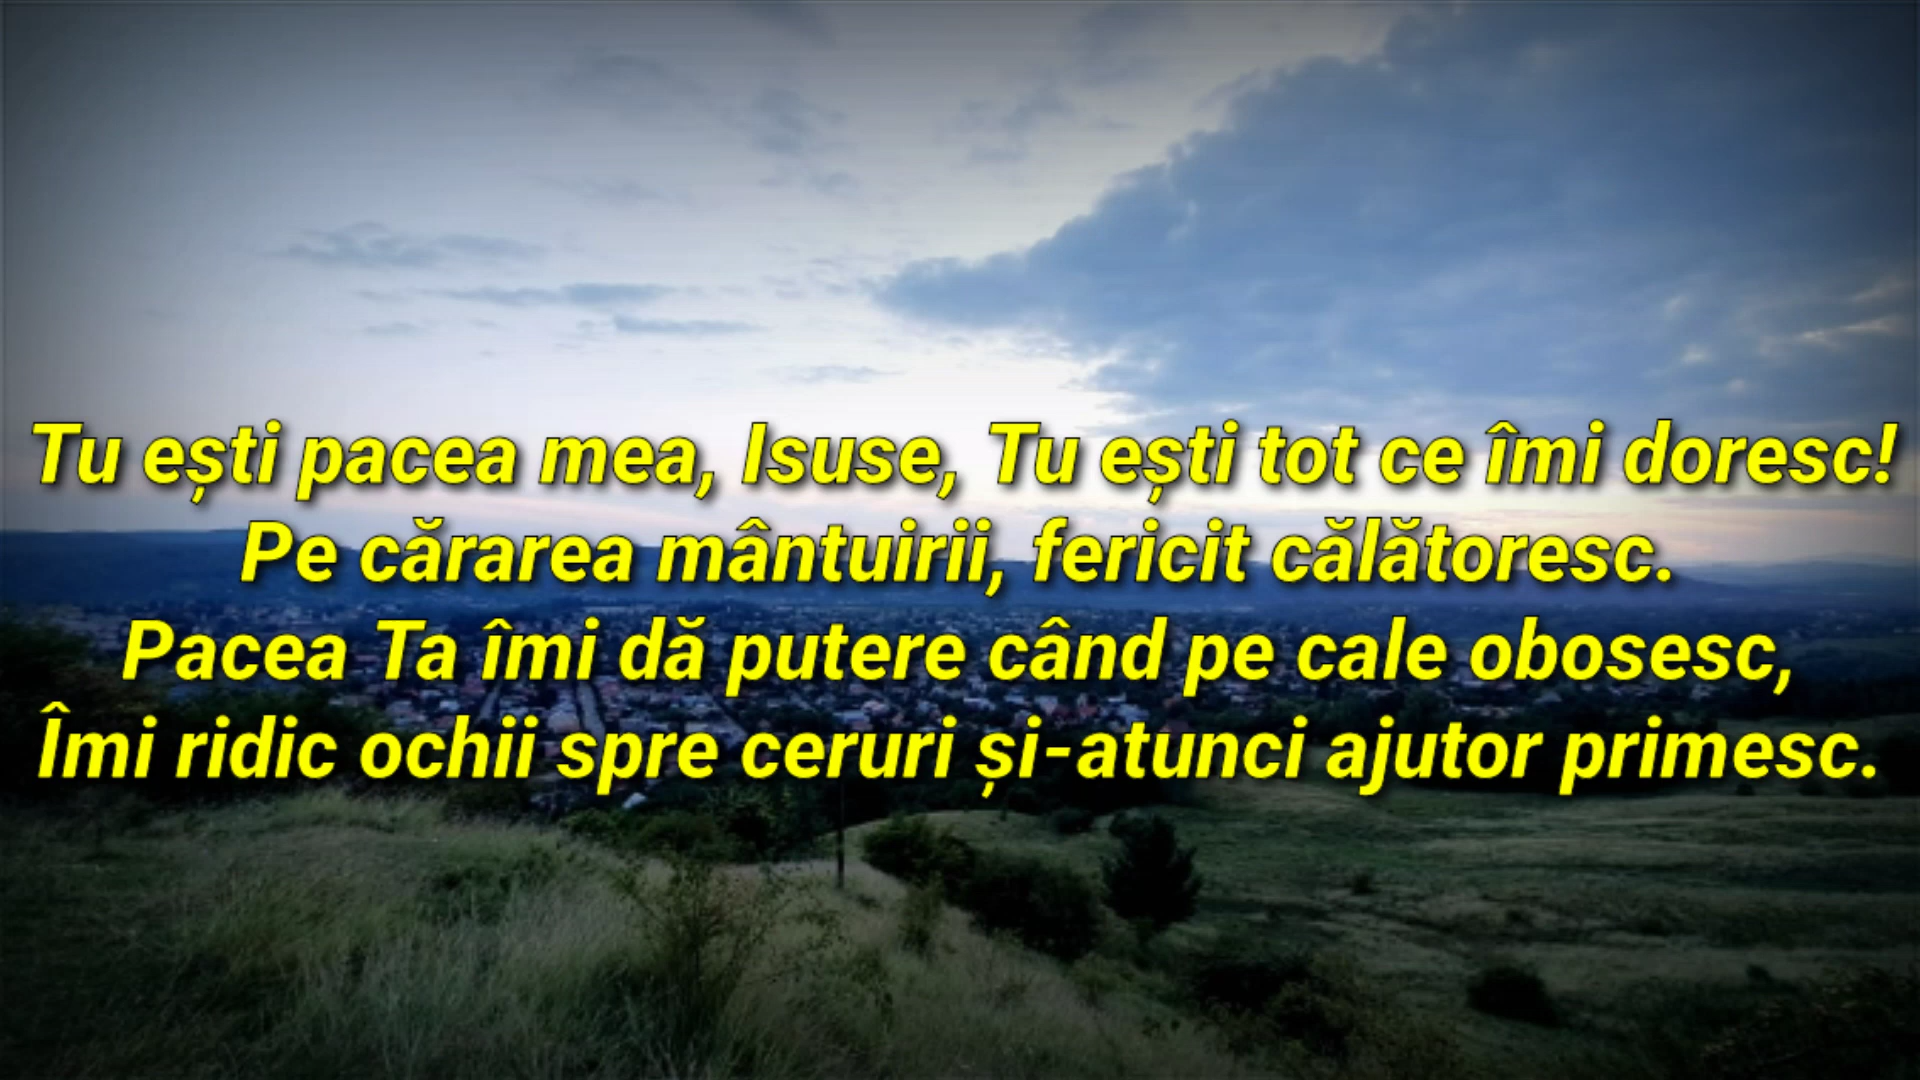 Tu ești pacea mea, Isuse, Tu ești tot ce îmi doresc!
Pe cărarea mântuirii, fericit călătoresc.
Pacea Ta îmi dă putere când pe cale obosesc,
Îmi ridic ochii spre ceruri și-atunci ajutor primesc.